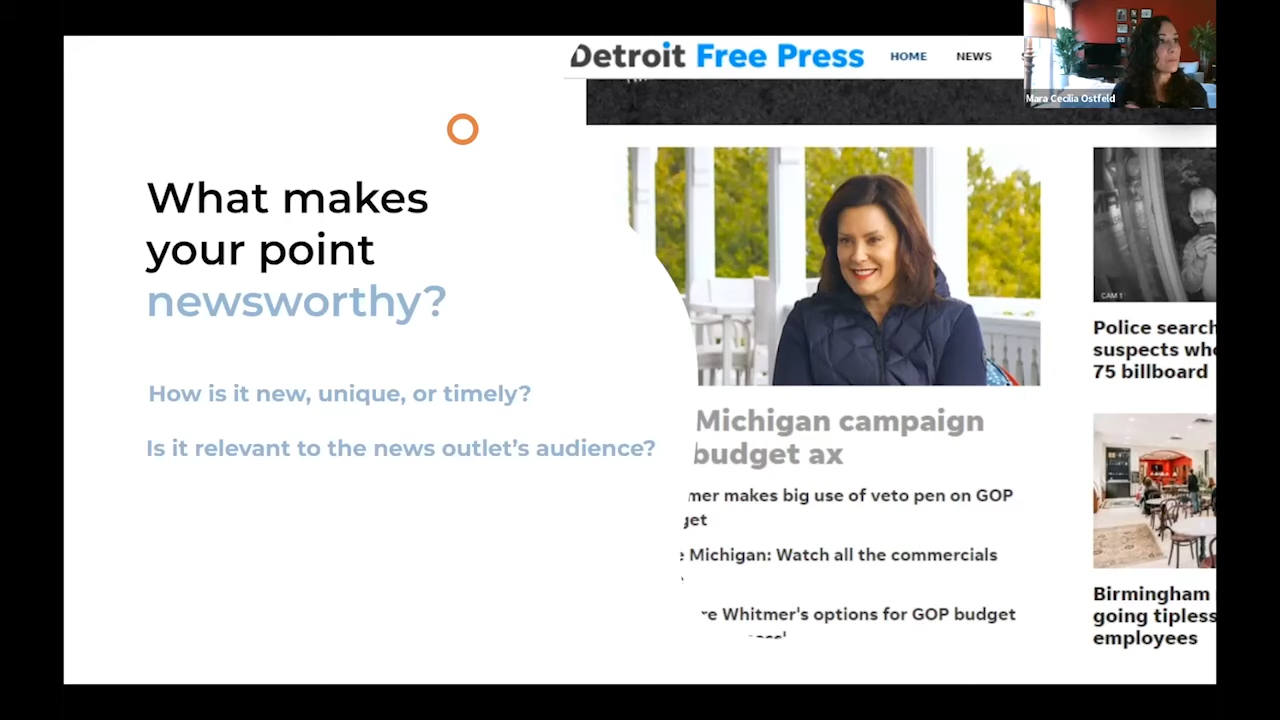 Detroit Free Press
HOME NEWS
Mara Cecilia Ostfeld
What makes
your point
newsworthy?
How is it new, unique, or timely?
Is it relevant to the news outlet's audience?
Michigan campaign
budget ax
mer makes big use of veto pen on GOP
get
Michigan: Watch all the commercials
re Whitmer's options for GOP budget
CAM 1
Police search
suspects who
75 billboard
Birmingham
going tipless
employees